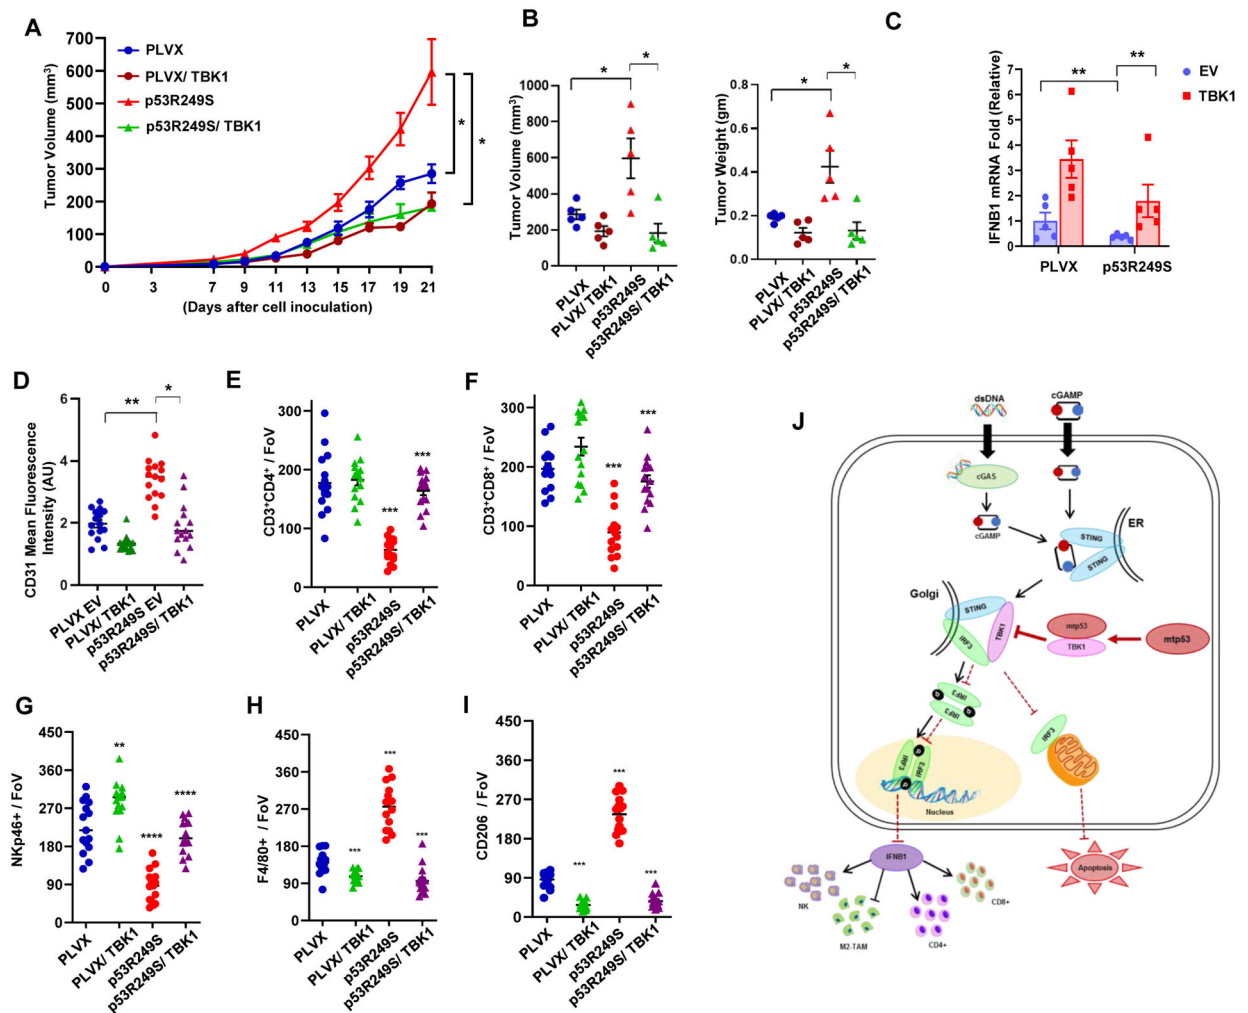 A
700
600
500
400
300
200
100
0
Tumor Volume (mm³)
PLVX
PLVX/ TBK1
p53R249S
p53R249S/ TBK1
*
*
0 3 7 9 11 13 15 17 19 21
(Days after cell inoculation)
B
1000
800
600
400
200
0
Tumor Volume (mm³)
*
*
PLVX
PLVX/ TBK1
p53R249S
p53R249S/ TBK1
0.8
0.6
0.4
0.2
0.0
Tumor Weight (gm)
*
*
PLVX
PLVX/ TBK1
p53R249S
p53R249S/ TBK1
C
7
6
5
4
3
2
1
0
IFNB1 mRNA Fold (Relative)
**
**
EV
TBK1
PLVX
p53R249S
D
6
4
2
0
CD31 Mean Fluorescence
Intensity (AU)
**
*
PLVX EV
PLVX/ TBK1
p53R249S EV
p53R249S/ TBK1
E
300
200
100
0
CD3⁺CD4⁺ / FoV
***
***
PLVX
PLVX/ TBK1
p53R249S
p53R249S/ TBK1
F
300
200
100
0
CD3⁺CD8⁺ / FoV
***
***
PLVX
PLVX/ TBK1
p53R249S
p53R249S/ TBK1
G
450
360
270
180
90
0
NKp46+ / FoV
**
****
****
PLVX
PLVX/ TBK1
p53R249S
p53R249S/ TBK1
H
450
360
270
180
90
0
F4/80+ / FoV
***
***
***
PLVX
PLVX/ TBK1
p53R249S
p53R249S/ TBK1
I
450
360
270
180
90
0
CD206 / FoV
***
***
***
PLVX
PLVX/ TBK1
p53R249S
p53R249S/ TBK1
J
dsDNA
cGAMP
cGAS
cGAMP
STING
STING
ER
Golgi
STING
TBK1
IRF3
mtp53
TBK1
mtp53
IRF3
P
P
IRF3
IRF3
IRF3
P
IRF3
P
Nucleus
IFNB1
Apoptosis
NK
M2-TAM
CD4+
CD8+